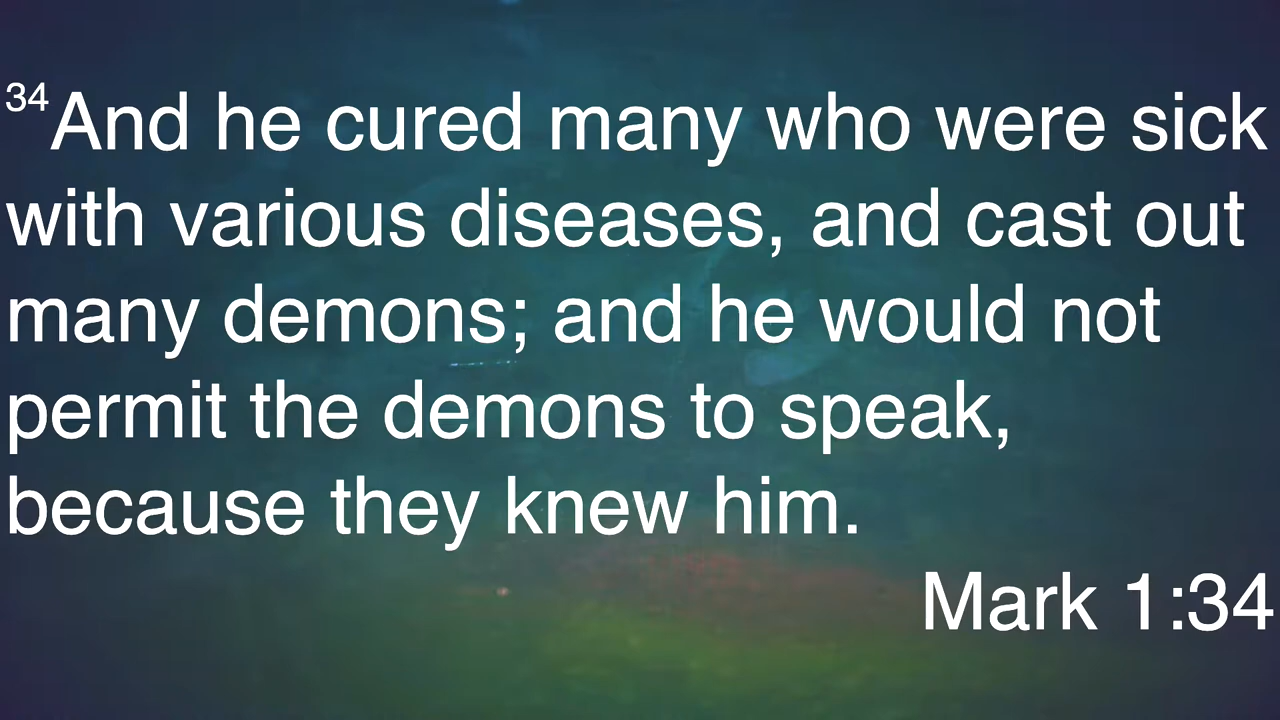 34And he cured many who were sick
with various diseases, and cast out
many demons; and he would not
permit the demons to speak,
because they knew him.
Mark 1:34